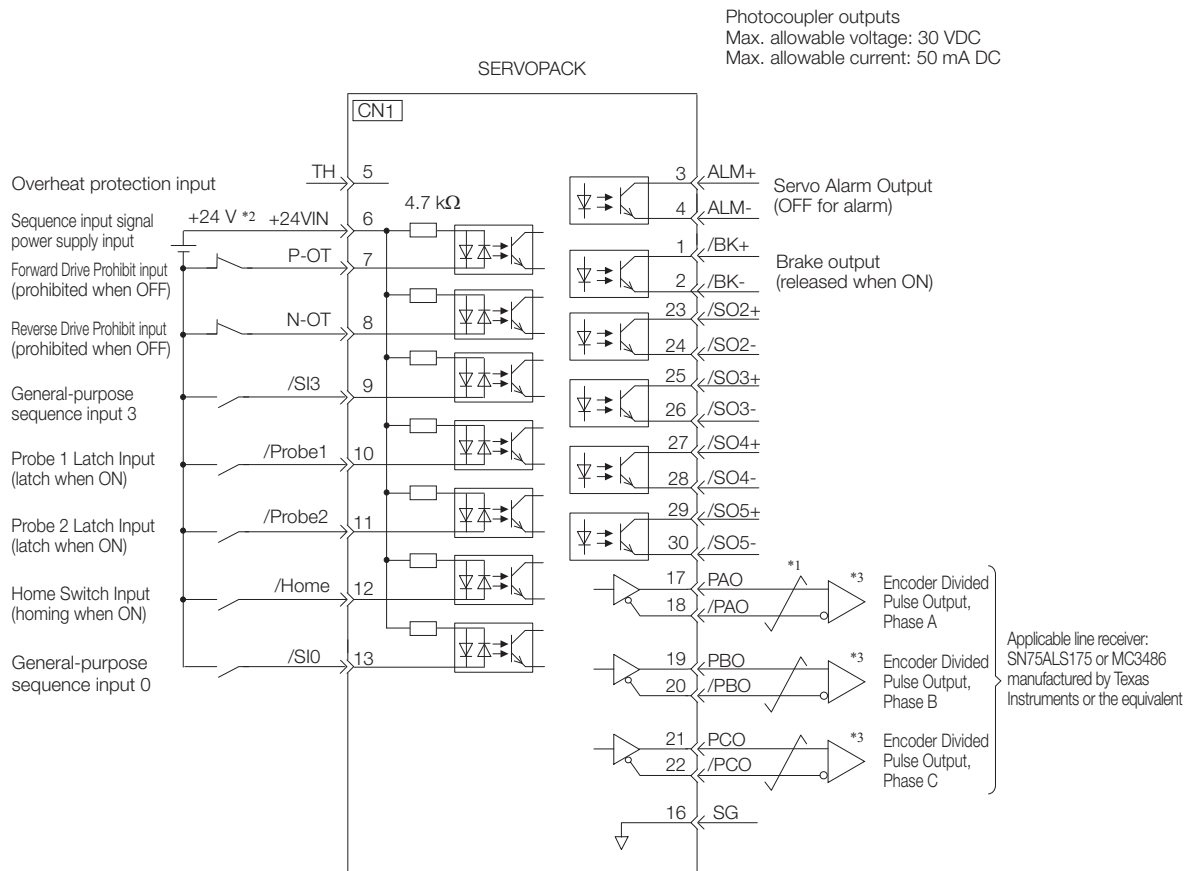 Photocoupler outputs
Max. allowable voltage: 30 VDC
Max. allowable current: 50 mA DC
SERVOPACK
CN1
Overheat protection input
TH 5
Sequence input signal
power supply input
+24 V *2 +24VIN 6
4.7 kΩ
Forward Drive Prohibit input
(prohibited when OFF)
P-OT 7
Reverse Drive Prohibit input
(prohibited when OFF)
N-OT 8
General-purpose
sequence input 3
/SI3 9
Probe 1 Latch Input
(latch when ON)
/Probe1 10
Probe 2 Latch Input
(latch when ON)
/Probe2 11
Home Switch Input
(homing when ON)
/Home 12
General-purpose
sequence input 0
/SI0 13
3 ALM+
4 ALM-
Servo Alarm Output
(OFF for alarm)
1 /BK+
2 /BK-
Brake output
(released when ON)
23 /SO2+
24 /SO2-
25 /SO3+
26 /SO3-
27 /SO4+
28 /SO4-
29 /SO5+
30 /SO5-
17 PAO
18 /PAO
*1
*3
Encoder Divided
Pulse Output,
Phase A
19 PBO
20 /PBO
*3
Encoder Divided
Pulse Output,
Phase B
21 PCO
22 /PCO
*3
Encoder Divided
Pulse Output,
Phase C
Applicable line receiver:
SN75ALS175 or MC3486
manufactured by Texas
Instruments or the equivalent
16 SG